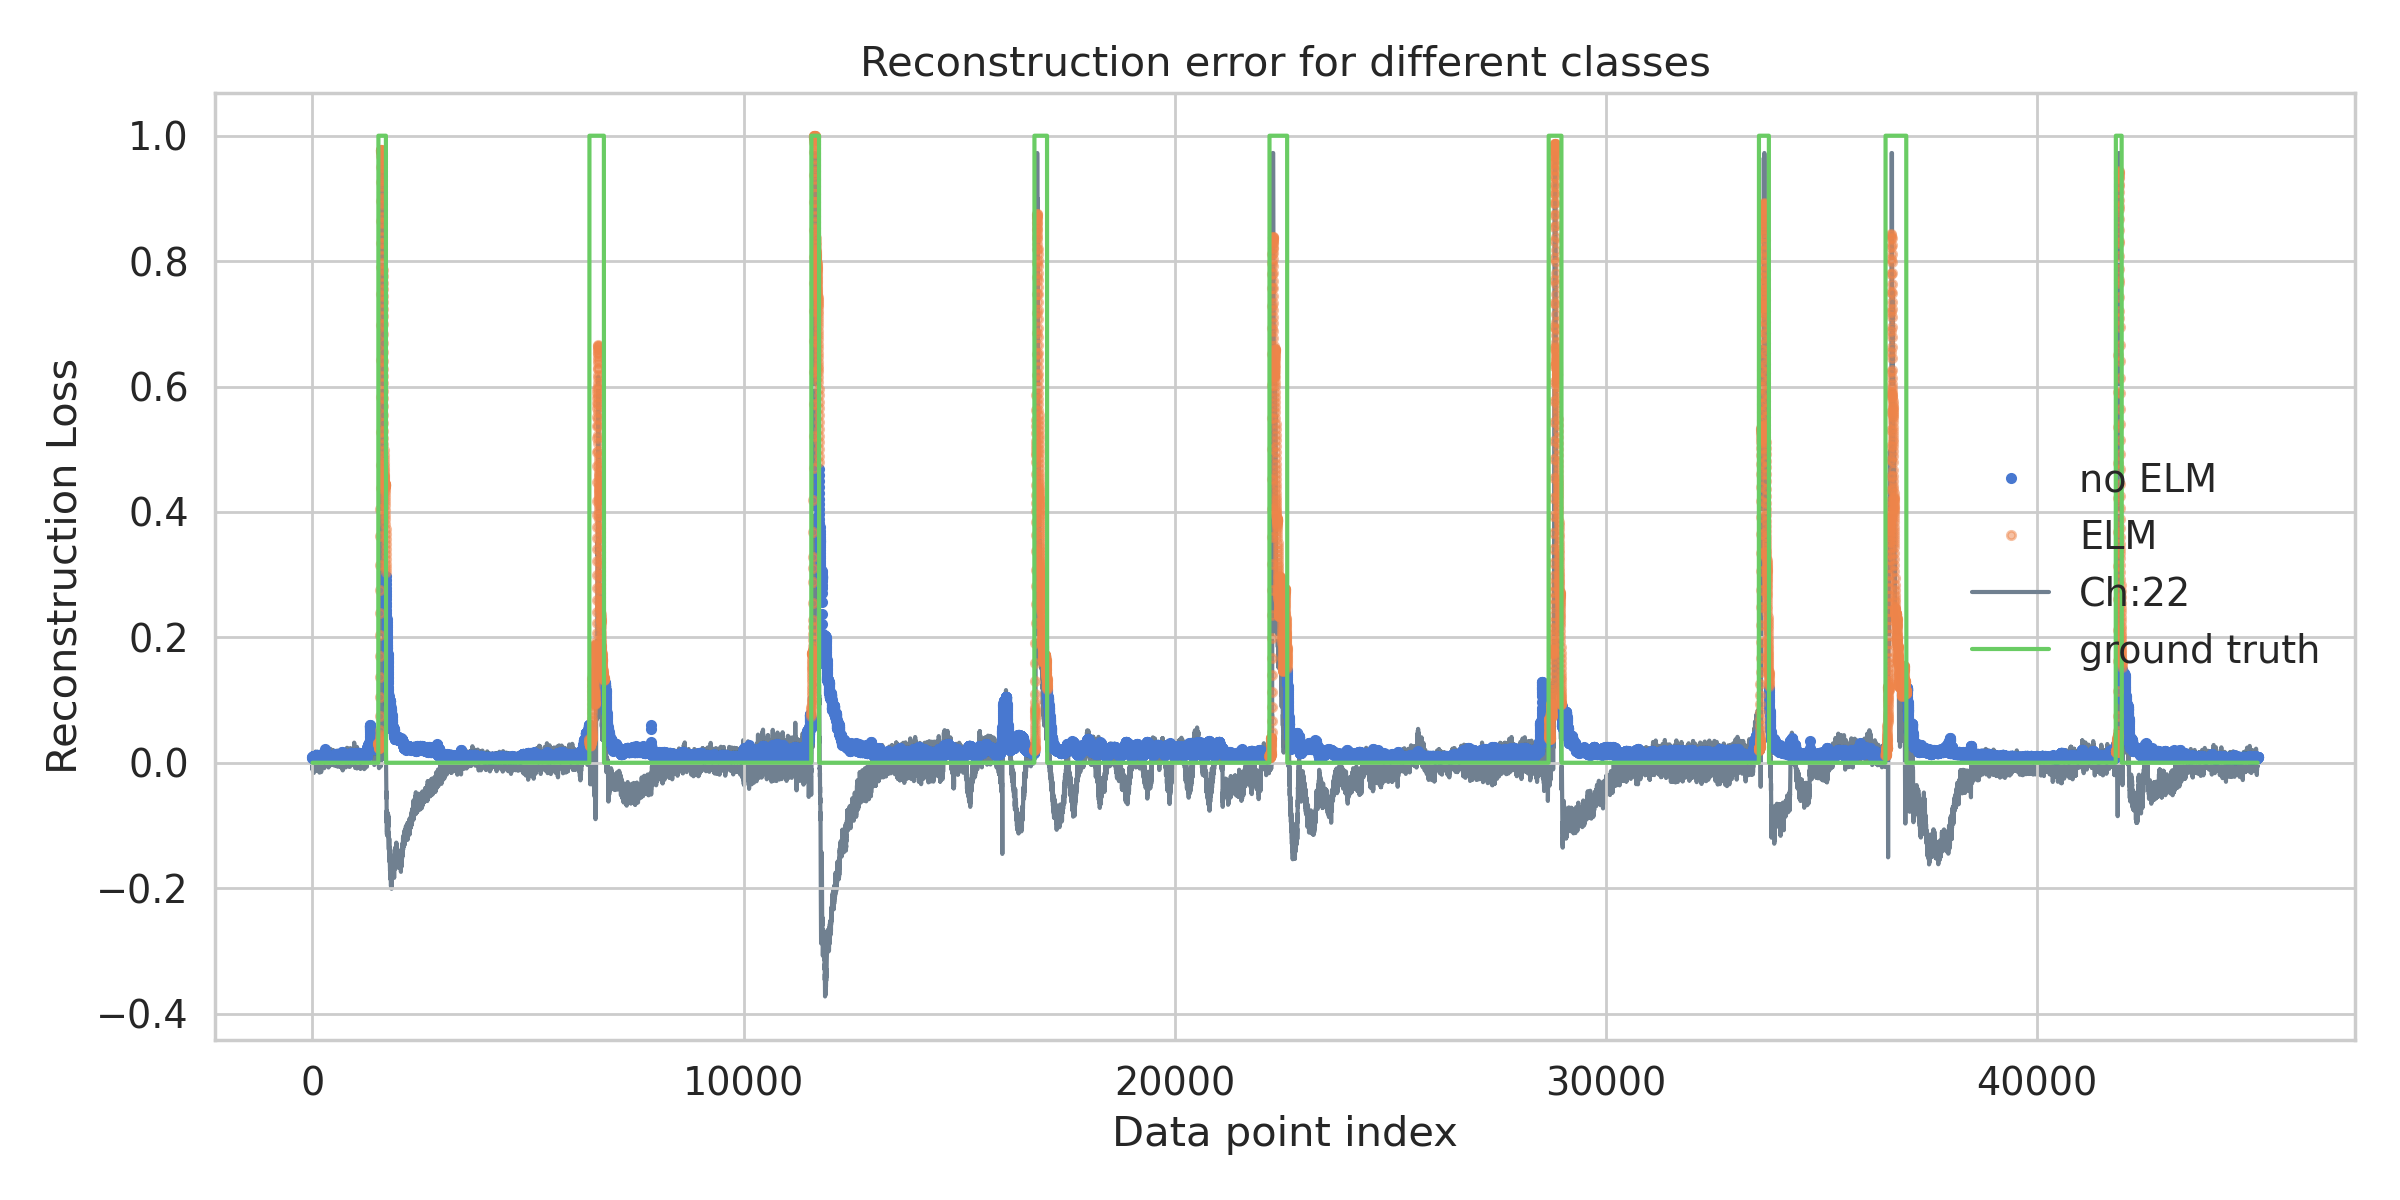 Reconstruction error for different classes
Reconstruction Loss
1.0
0.8
0.6
0.4
0.2
0.0
−0.2
−0.4
no ELM
ELM
Ch:22
ground truth
0 10000 20000 30000 40000
Data point index